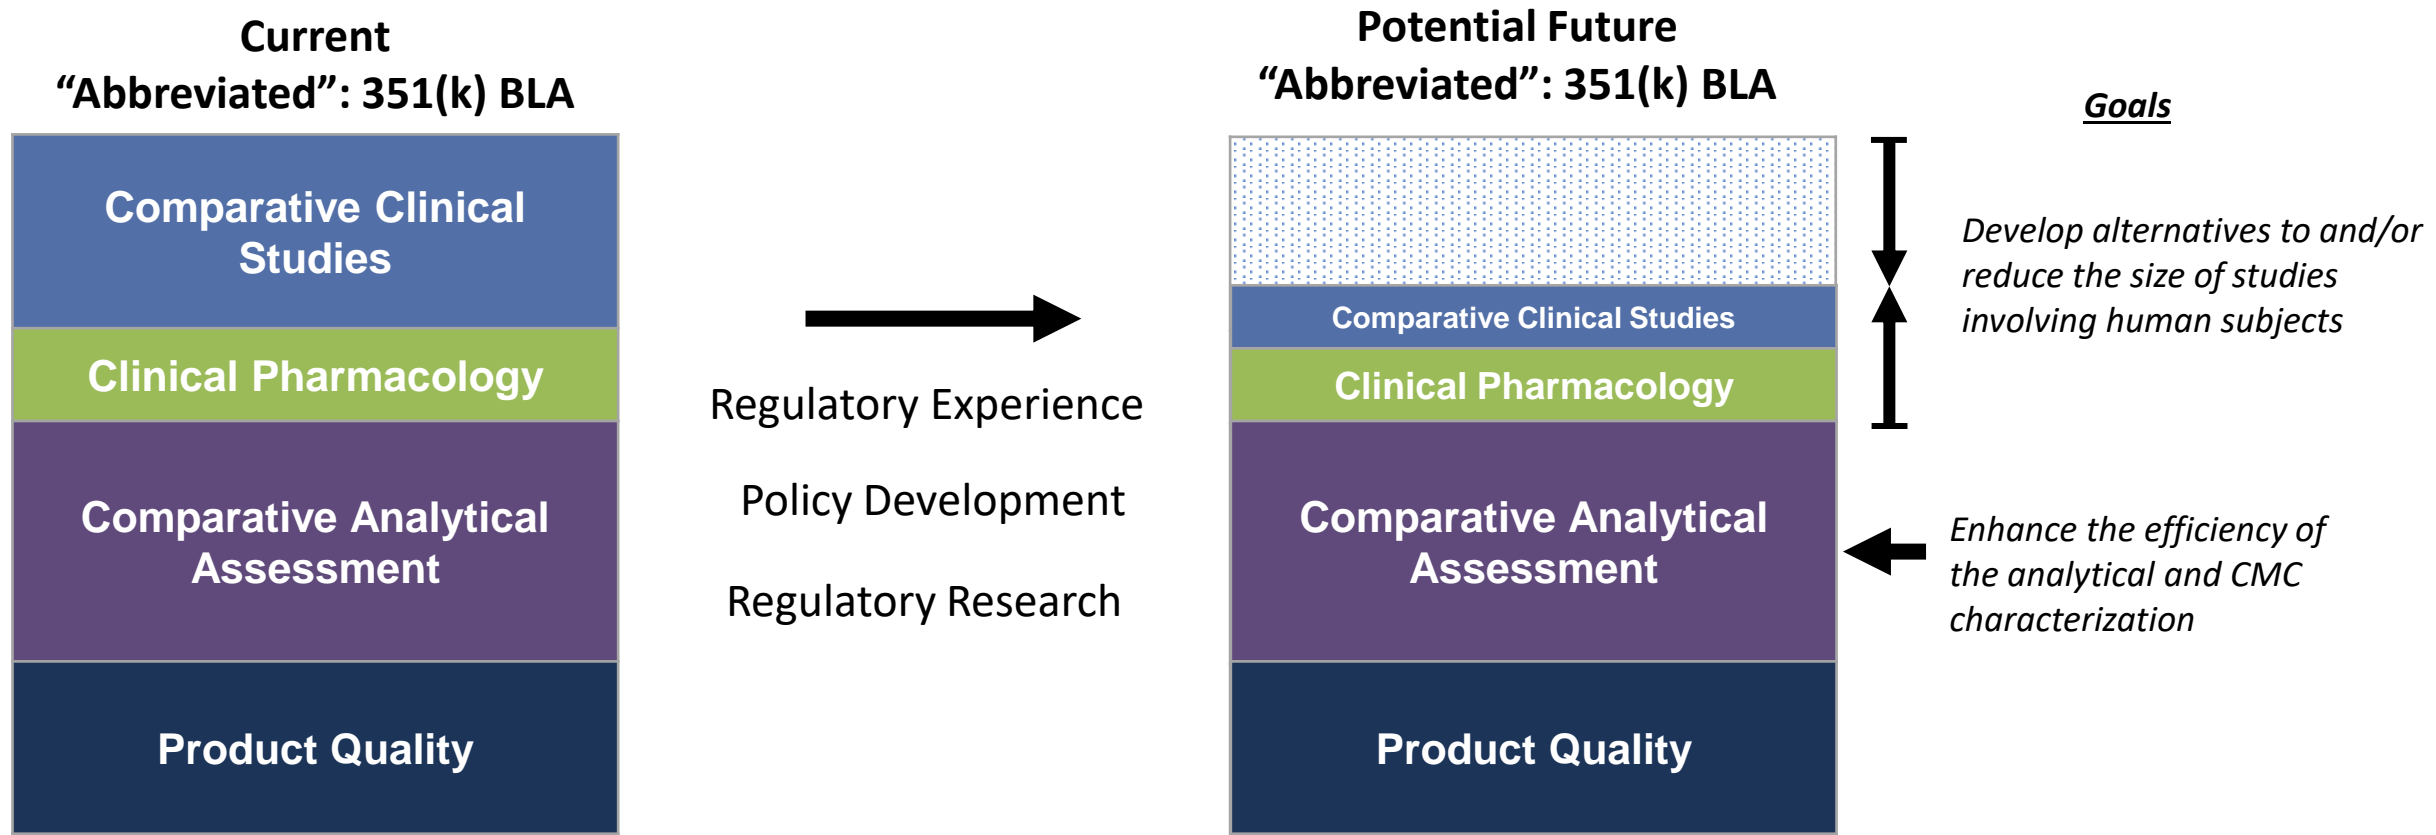 Current
“Abbreviated”: 351(k) BLA
Comparative Clinical
Studies
Clinical Pharmacology
Comparative Analytical
Assessment
Product Quality
Regulatory Experience
Policy Development
Regulatory Research
Potential Future
“Abbreviated”: 351(k) BLA
Comparative Clinical Studies
Clinical Pharmacology
Comparative Analytical
Assessment
Product Quality
Goals
Develop alternatives to and/or
reduce the size of studies
involving human subjects
Enhance the efficiency of
the analytical and CMC
characterization